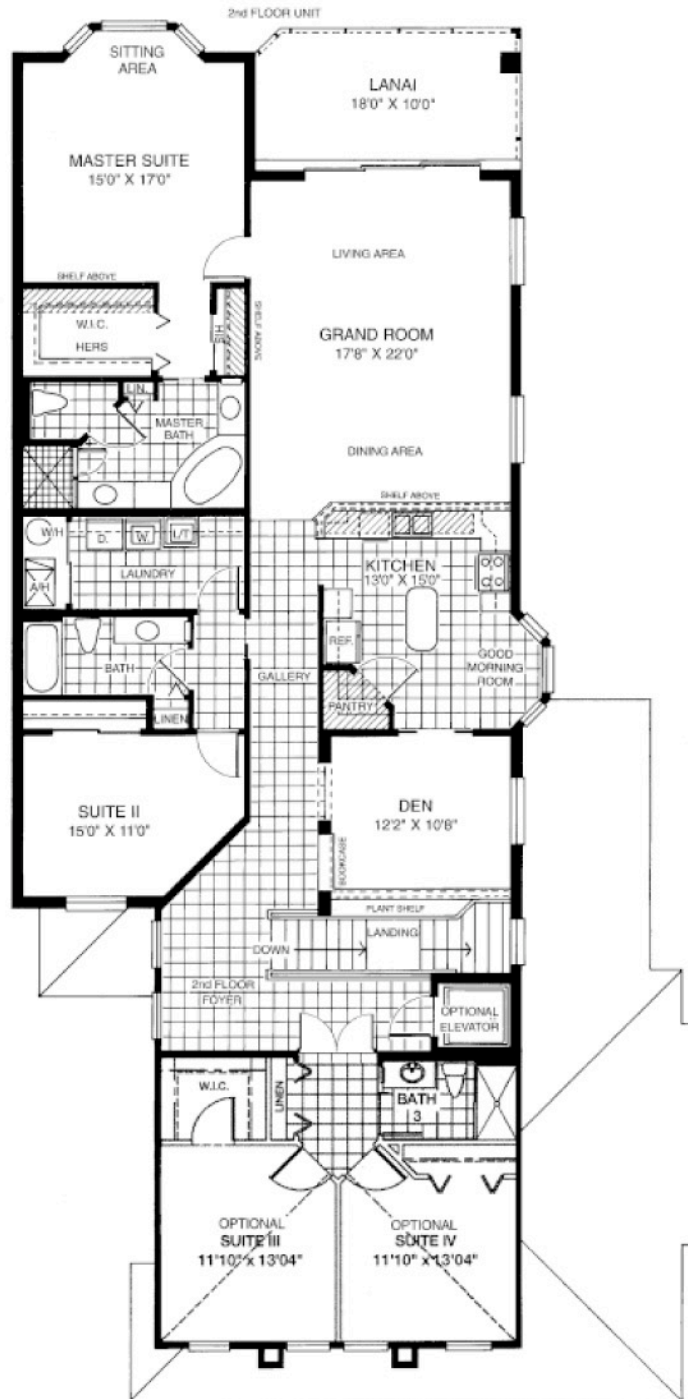 2nd FLOOR UNIT
SITTING
AREA
LANAI
18'0" X 10'0"
MASTER SUITE
15'0" X 17'0"
LIVING AREA
SHELF ABOVE
W.I.C.
HERS
HIS
SHELF ABOVE
GRAND ROOM
17'8" X 22'0"
LIN.
MASTER
BATH
DINING AREA
SHELF ABOVE
W/H
D.
W.
L/T
A/H
LAUNDRY
KITCHEN
13'0" X 15'0"
REF.
GOOD
MORNING
ROOM
BATH
GALLERY
LINEN
PANTRY
SUITE II
15'0" X 11'0"
DEN
12'2" X 10'8"
BOOKCASE
PLANT SHELF
LANDING
DOWN
2nd FLOOR
FOYER
OPTIONAL
ELEVATOR
W.I.C.
LINEN
BATH
3
OPTIONAL
SUITE III
11'10" x 13'04"
OPTIONAL
SUITE IV
11'10" x 13'04"